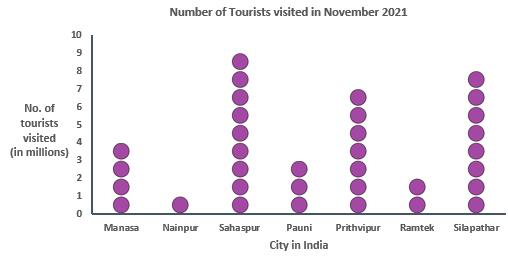 Number of Tourists visited in November 2021
10
9
8
7
6
5
4
3
2
1
0
No. of
tourists
visited
(in millions)
Manasa Nainpur Sahaspur Pauni Prithvipur Ramtek Silapathar
City in India